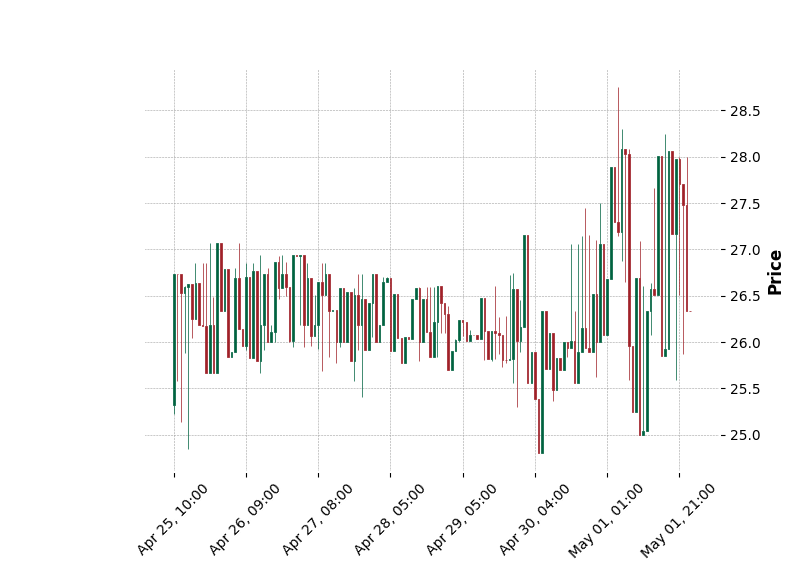 28.5
28.0
27.5
27.0
26.5
26.0
25.5
25.0
Price
Apr 25, 10:00
Apr 26, 09:00
Apr 27, 08:00
Apr 28, 05:00
Apr 29, 05:00
Apr 30, 04:00
May 01, 01:00
May 01, 21:00